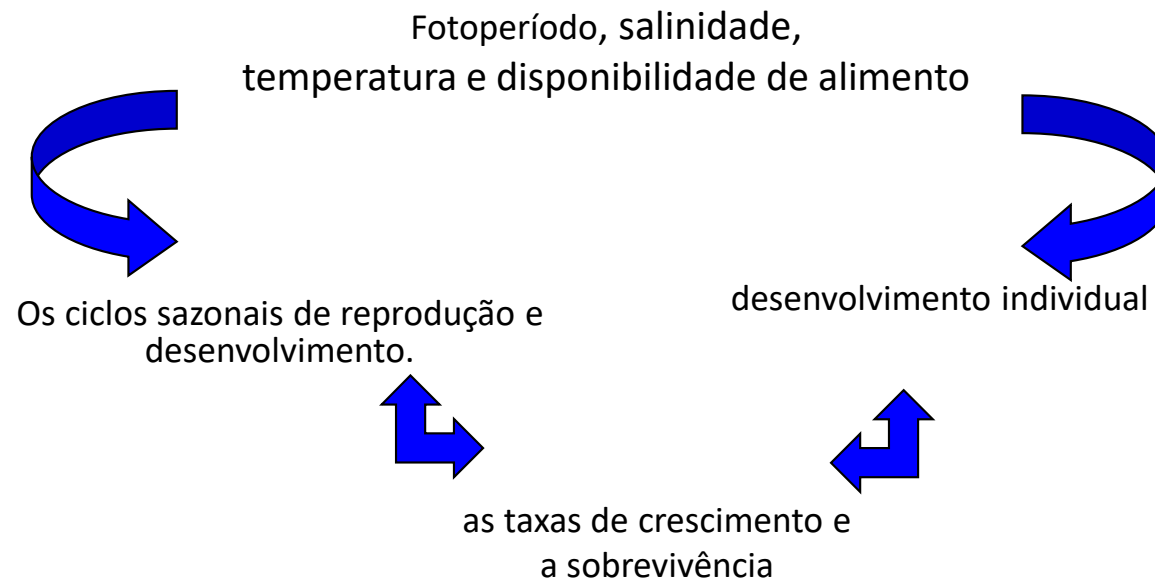 Fotoperíodo, salinidade,
temperatura e disponibilidade de alimento
Os ciclos sazonais de reprodução e
desenvolvimento.
desenvolvimento individual
as taxas de crescimento e
a sobrevivência